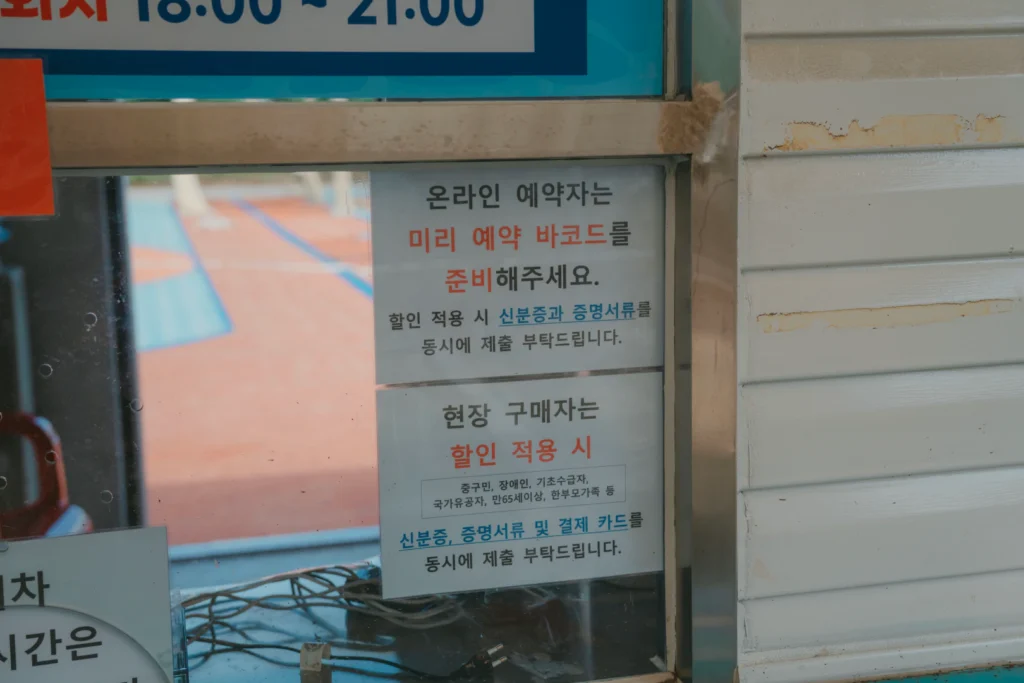 18:00 ~ 21:00
온라인 예약자는
미리 예약 바코드를
준비해주세요.
할인 적용 시 신분증과 증명서류를
동시에 제출 부탁드립니다.
현장 구매자는
할인 적용 시
중구민, 장애인, 기초수급자,
국가유공자, 만65세이상, 한부모가족 등
신분증, 증명서류 및 결제 카드를
동시에 제출 부탁드립니다.
시간은